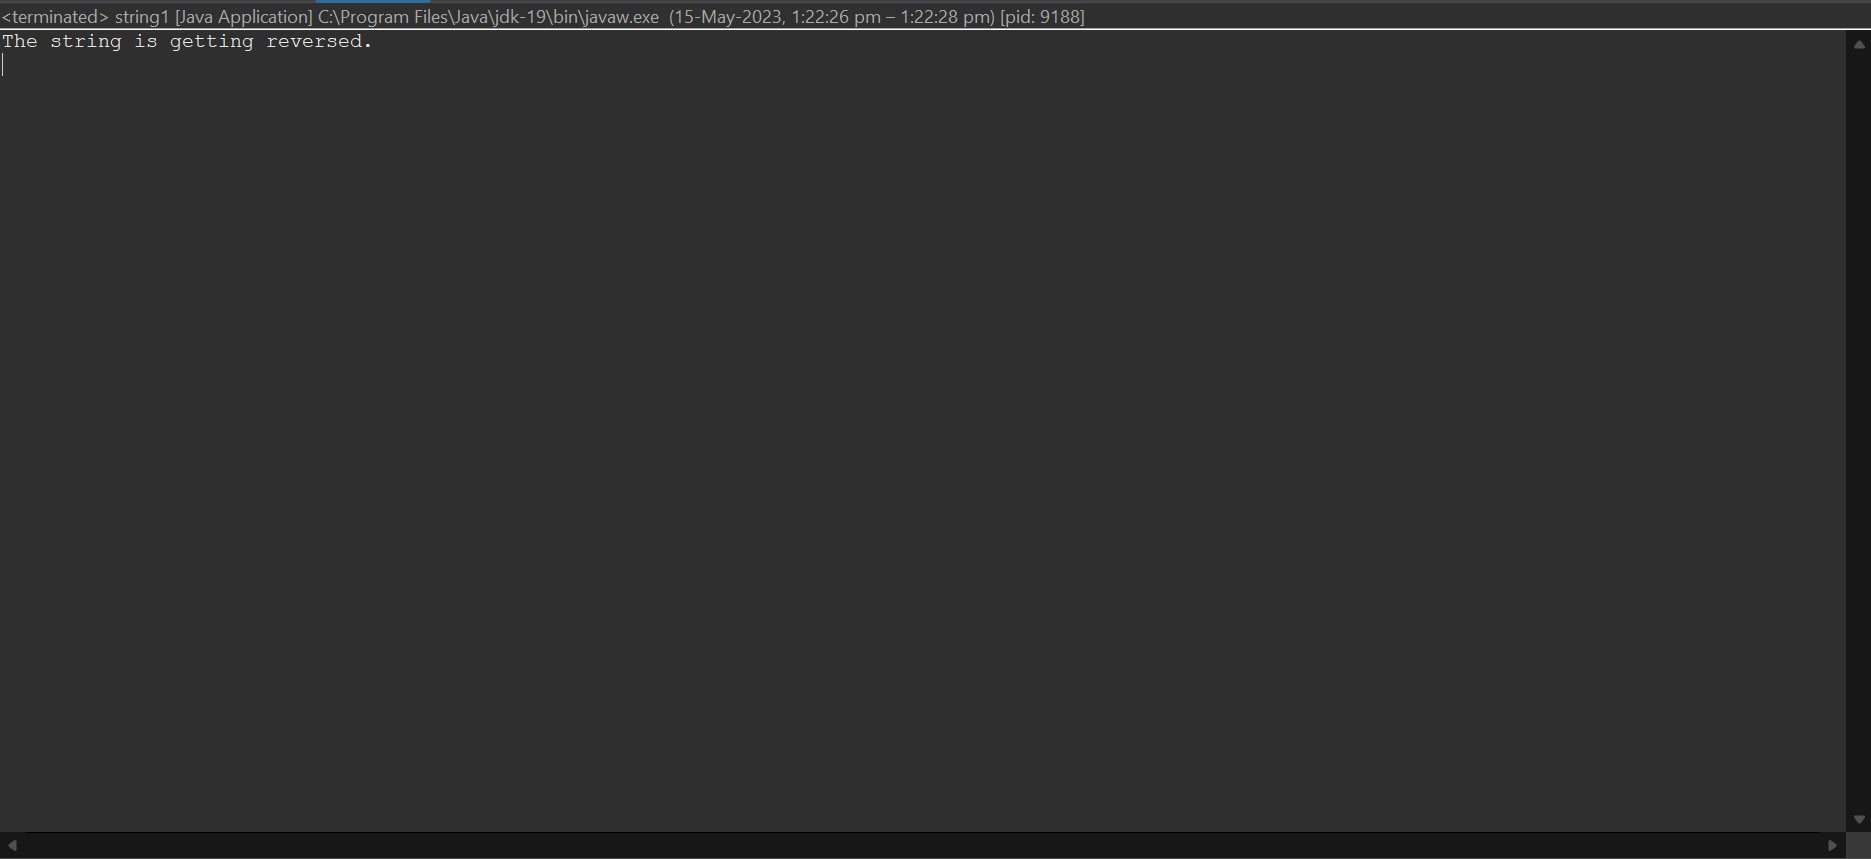 <terminated> string1 [Java Application] C:\Program Files\Java\jdk-19\bin\javaw.exe (15-May-2023, 1:22:26 pm – 1:22:28 pm) [pid: 9188]
The string is getting reversed.